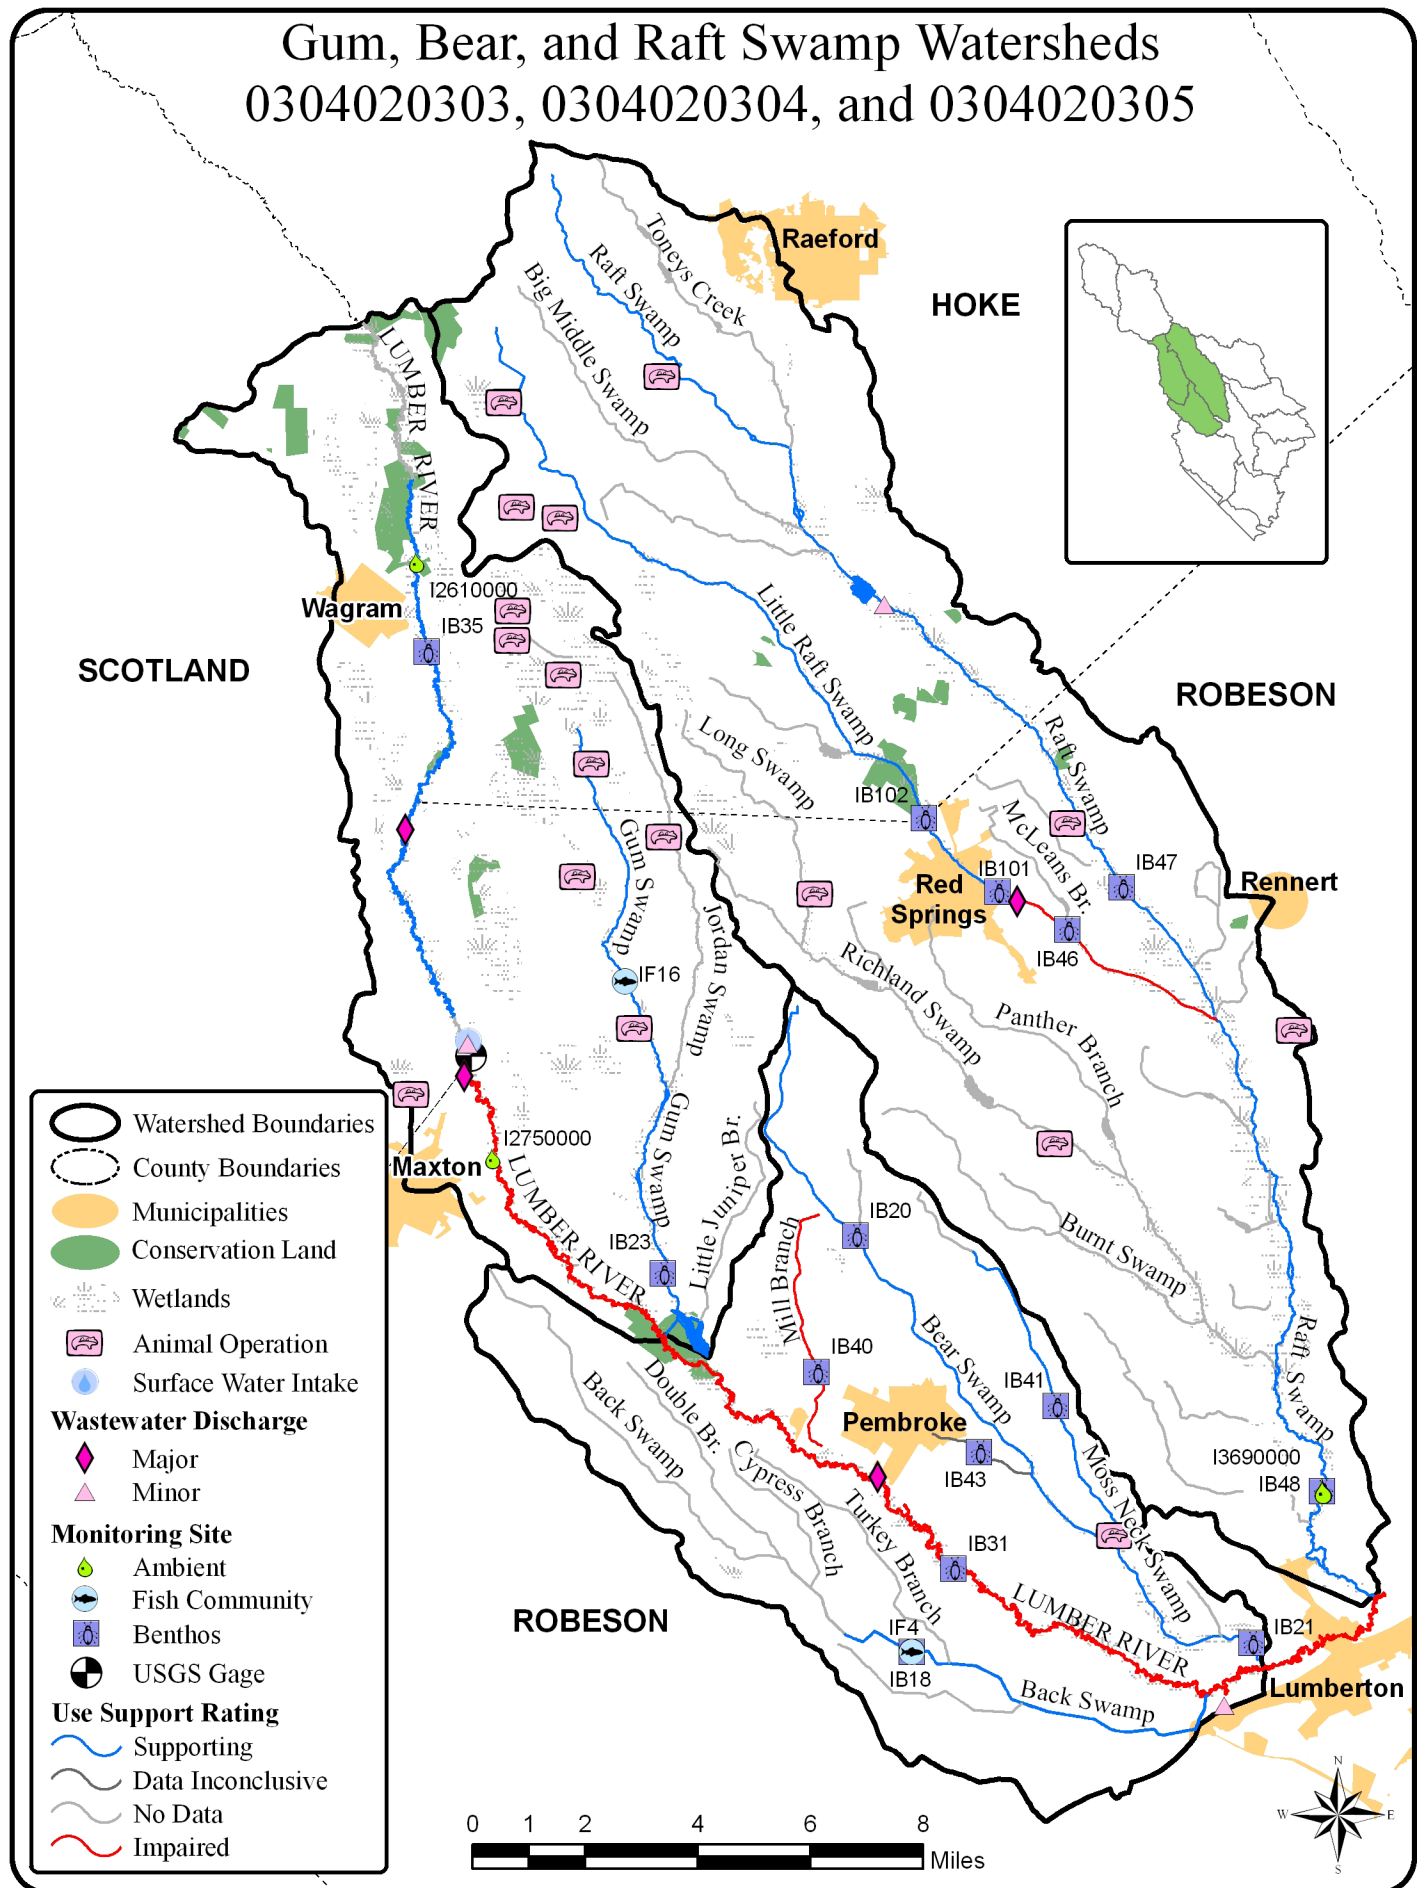 Gum, Bear, and Raft Swamp Watersheds
0304020303, 0304020304, and 0304020305
Raeford
HOKE
Toneys Creek
Raft Swamp
Big Middle Swamp
LUMBER RIVER
Wagram
I2610000
IB35
SCOTLAND
ROBESON
Little Raft Swamp
Long Swamp
Raft Swamp
IB102
McLeans Br.
IB47
IB101
Red
Springs
Rennert
IB46
Gum Swamp
Jordan Swamp
IF16
Richland Swamp
Panther Branch
I2750000
Maxton
LUMBER RIVER
Gum Swamp
Little Juniper Br.
IB23
Mill Branch
IB20
Burnt Swamp
Raft Swamp
Bear Swamp
IB40
IB41
Pembroke
Double Br.
Back Swamp
Cypress Branch
IB43
I3690000
IB48
Moss Neck Swamp
Turkey Branch
IB31
LUMBER RIVER
ROBESON
IF4
IB18
Back Swamp
IB21
Lumberton
Watershed Boundaries
County Boundaries
Municipalities
Conservation Land
Wetlands
Animal Operation
Surface Water Intake
Wastewater Discharge
Major
Minor
Monitoring Site
Ambient
Fish Community
Benthos
USGS Gage
Use Support Rating
Supporting
Data Inconclusive
No Data
Impaired
0 1 2 4 6 8
Miles
N
W E
S